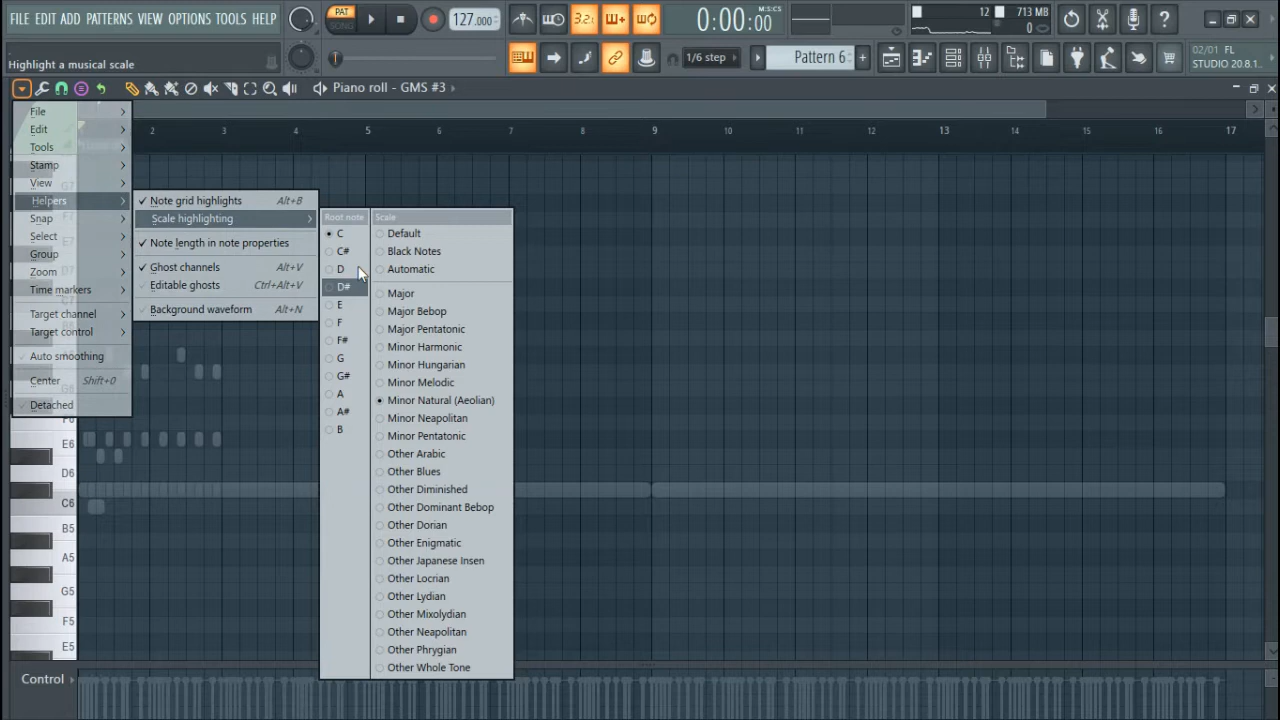 FILE EDIT PATTERNS VIEW OPTIONS TOOLS HELP
PAT
127.000
3.2.
0:00:00
M:S:CS
12
713 MB
0
Highlight a musical scale
1/6 step
Pattern 6
02/01 FL
STUDIO 20.8.1
Piano roll - GMS #3
2 3 4 5 6 7 8 9 10 11 12 13 14 15 16 17
File
Edit
Tools
Stamp
View
Helpers
Snap
Select
Group
Zoom
Time markers
Target channel
Target control
Auto smoothing
Center Shift+0
Detached
Note grid highlights Alt+B
Scale highlighting
Note length in note properties
Ghost channels Alt+V
Editable ghosts Ctrl+Alt+V
Background waveform Alt+N
Root note
C
C#
D
D#
E
F
F#
G
G#
A
A#
B
Scale
Default
Black Notes
Automatic
Major
Major Bebop
Major Pentatonic
Minor Harmonic
Minor Hungarian
Minor Melodic
Minor Natural (Aeolian)
Minor Neapolitan
Minor Pentatonic
Other Arabic
Other Blues
Other Diminished
Other Dominant Bebop
Other Dorian
Other Enigmatic
Other Japanese Insen
Other Locrian
Other Lydian
Other Mixolydian
Other Neapolitan
Other Phrygian
Other Whole Tone
F6
E6
D6
C6
B5
A5
G5
F5
E5
Control